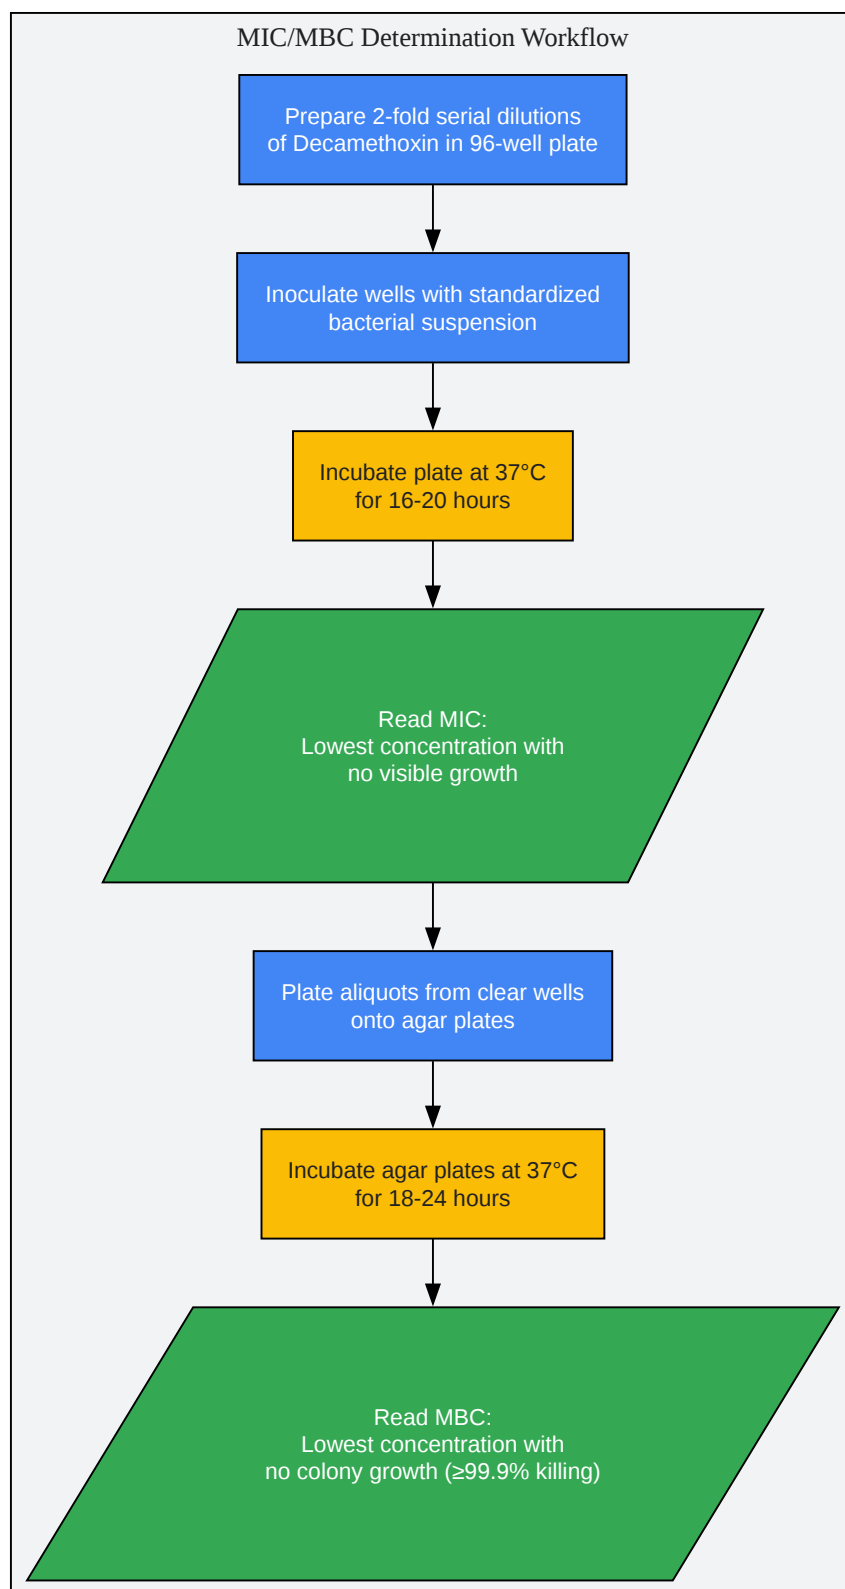 MIC/MBC Determination Workflow
Prepare 2-fold serial dilutions
of Decamethoxin in 96-well plate
Inoculate wells with standardized
bacterial suspension
Incubate plate at 37°C
for 16-20 hours
Read MIC:
Lowest concentration with
no visible growth
Plate aliquots from clear wells
onto agar plates
Incubate agar plates at 37°C
for 18-24 hours
Read MBC:
Lowest concentration with
no colony growth (≥99.9% killing)